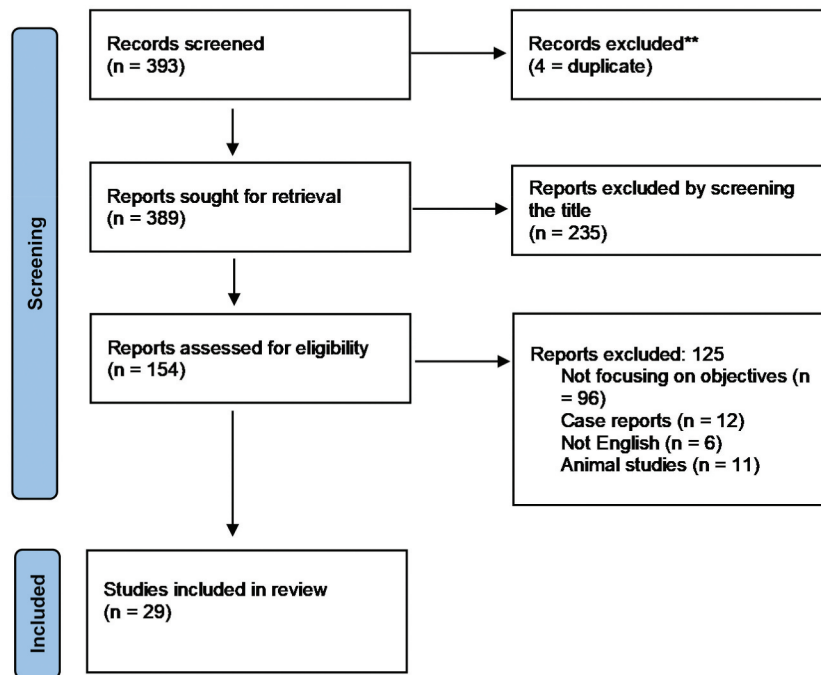 Screening
Records screened
(n = 393)
Records excluded**
(4 = duplicate)
Reports sought for retrieval
(n = 389)
Reports excluded by screening
the title
(n = 235)
Reports assessed for eligibility
(n = 154)
Reports excluded: 125
Not focusing on objectives (n
= 96)
Case reports (n = 12)
Not English (n = 6)
Animal studies (n = 11)
Included
Studies included in review
(n = 29)